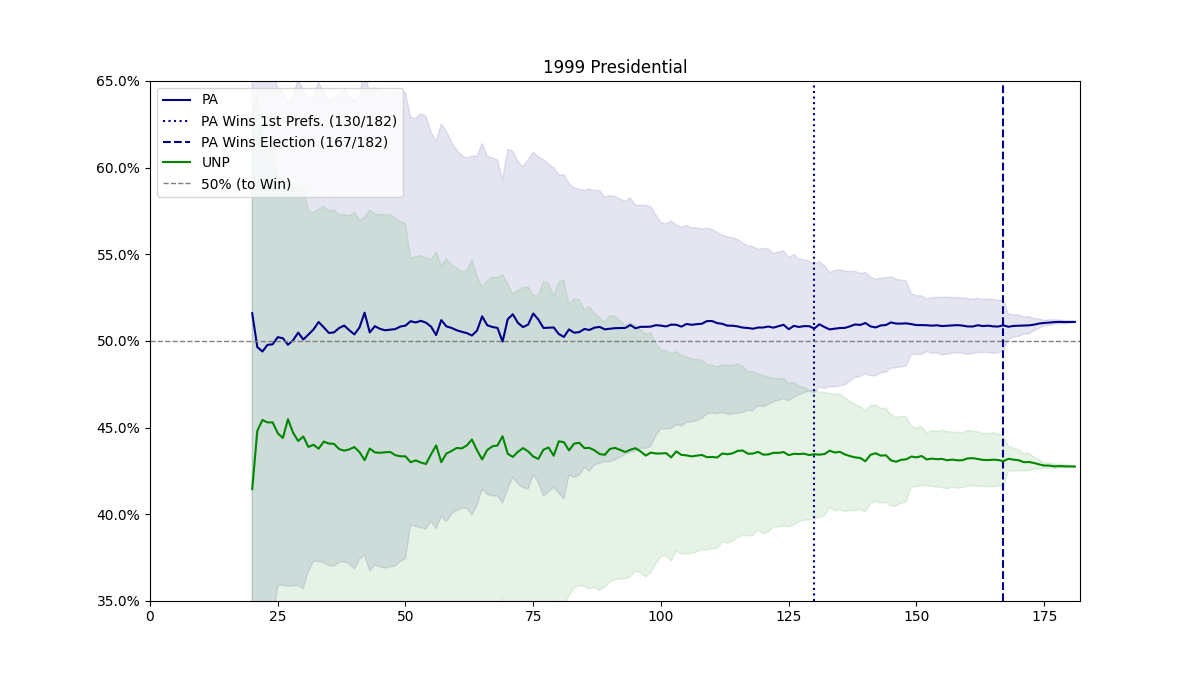 1999 Presidential
65.0%
60.0%
55.0%
50.0%
45.0%
40.0%
35.0%
PA
PA Wins 1st Prefs. (130/182)
PA Wins Election (167/182)
UNP
50% (to Win)
0 25 50 75 100 125 150 175